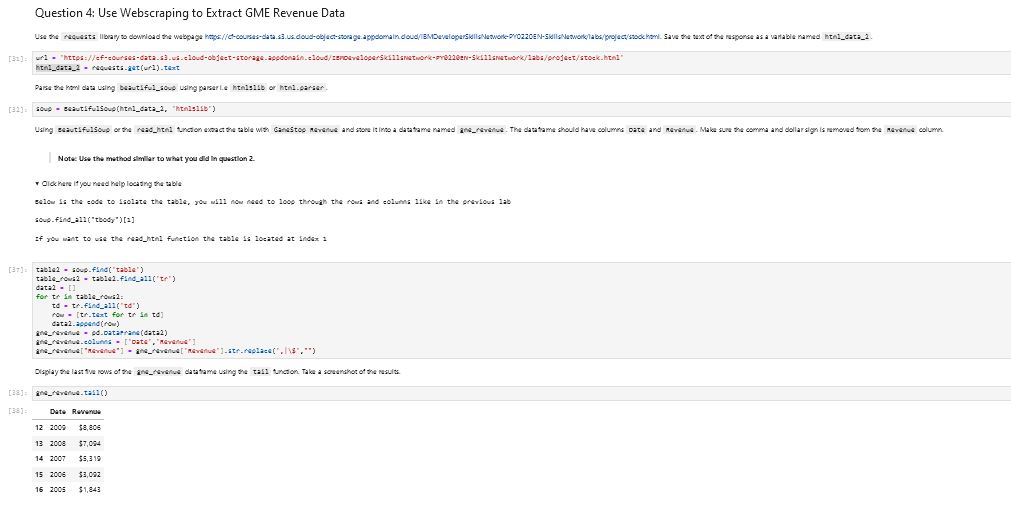 Question 4: Use Webscraping to Extract GME Revenue Data
Use the requests library to download the webpage https://cf-courses-data.s3.us.cloud-object-storage.appdomain.cloud/IBMDeveloperSkillsNetwork-PY0220EN-SkillsNetwork/labs/project/stock.html. Save the text of the response as a variable named html_data_2.
[31]: url = "https://cf-courses-data.s3.us.cloud-object-storage.appdomain.cloud/IBMDeveloperSkillsNetwork-PY0220EN-SkillsNetwork/labs/project/stock.html"
html_data_2 = requests.get(url).text
Parse the html data using beautiful_soup using parser i.e html5lib or html.parser.
[32]: soup = BeautifulSoup(html_data_2, "html5lib")
Using BeautifulSoup or the read_html function extract the table with GameStop Revenue and store it into a dataframe named gme_revenue. The dataframe should have columns Date and Revenue. Make sure the comma and dollar sign is removed from the Revenue column.
Note: Use the method similar to what you did in question 2.
▾ Click here if you need help locating the table
Below is the code to isolate the table, you will now need to loop through the rows and columns like in the previous lab
soup.find_all("tbody")[1]
If you want to use the read_html function the table is located at index 1
[37]: table2 = soup.find('table')
table_rows2 = table2.find_all('tr')
data2 = []
for tr in table_rows2:
    td = tr.find_all('td')
    row = [tr.text for tr in td]
    data2.append(row)
gme_revenue = pd.DataFrame(data2)
gme_revenue.columns = ['Date','Revenue']
gme_revenue["Revenue"] = gme_revenue['Revenue'].str.replace(',|\$',"")
Display the last five rows of the gme_revenue dataframe using the tail function. Take a screenshot of the results.
[38]: gme_revenue.tail()
[38]: Date Revenue
12 2009 $8,806
13 2008 $7,094
14 2007 $5,319
15 2006 $3,092
16 2005 $1,843